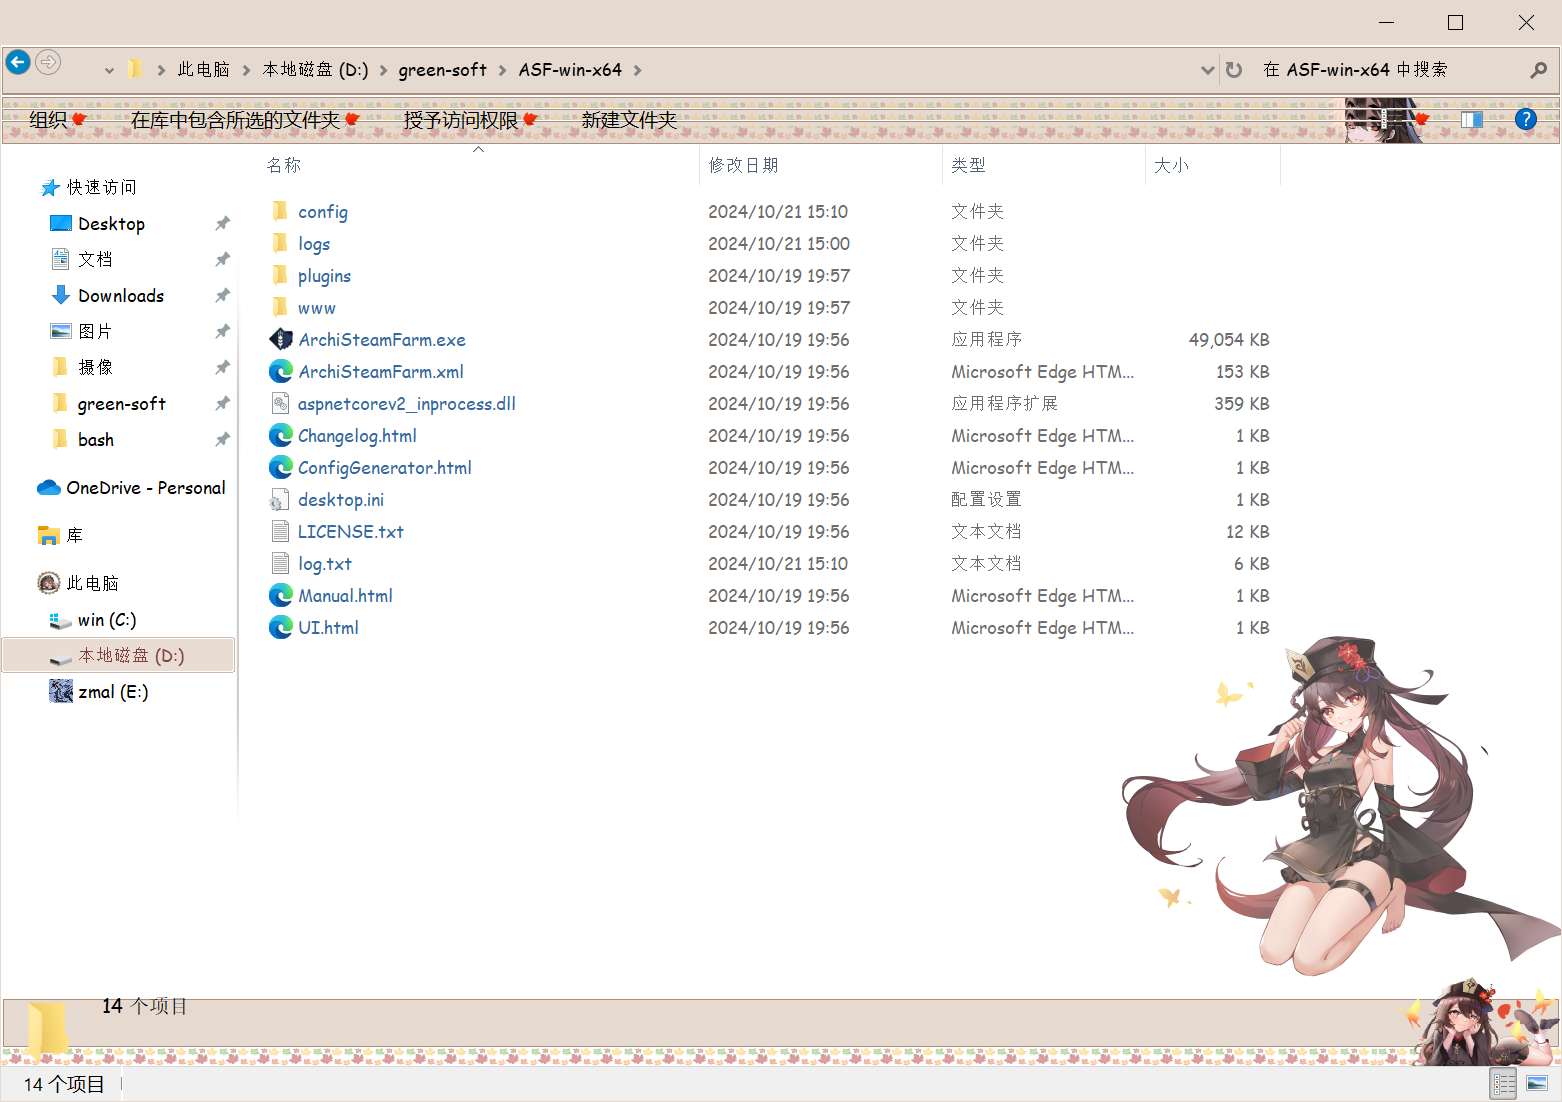 此电脑 本地磁盘 (D:) green-soft ASF-win-x64 在 ASF-win-x64 中搜索
组织 在库中包含所选的文件夹 授予访问权限 新建文件夹
快速访问
Desktop
文档
Downloads
图片
摄像
green-soft
bash
OneDrive - Personal
库
此电脑
win (C:)
本地磁盘 (D:)
zmal (E:)
名称 修改日期 类型 大小
config 2024/10/21 15:10 文件夹
logs 2024/10/21 15:00 文件夹
plugins 2024/10/19 19:57 文件夹
www 2024/10/19 19:57 文件夹
ArchiSteamFarm.exe 2024/10/19 19:56 应用程序 49,054 KB
ArchiSteamFarm.xml 2024/10/19 19:56 Microsoft Edge HTM... 153 KB
aspnetcorev2_inprocess.dll 2024/10/19 19:56 应用程序扩展 359 KB
Changelog.html 2024/10/19 19:56 Microsoft Edge HTM... 1 KB
ConfigGenerator.html 2024/10/19 19:56 Microsoft Edge HTM... 1 KB
desktop.ini 2024/10/19 19:56 配置设置 1 KB
LICENSE.txt 2024/10/19 19:56 文本文档 12 KB
log.txt 2024/10/21 15:10 文本文档 6 KB
Manual.html 2024/10/19 19:56 Microsoft Edge HTM... 1 KB
UI.html 2024/10/19 19:56 Microsoft Edge HTM... 1 KB
14 个项目
14 个项目